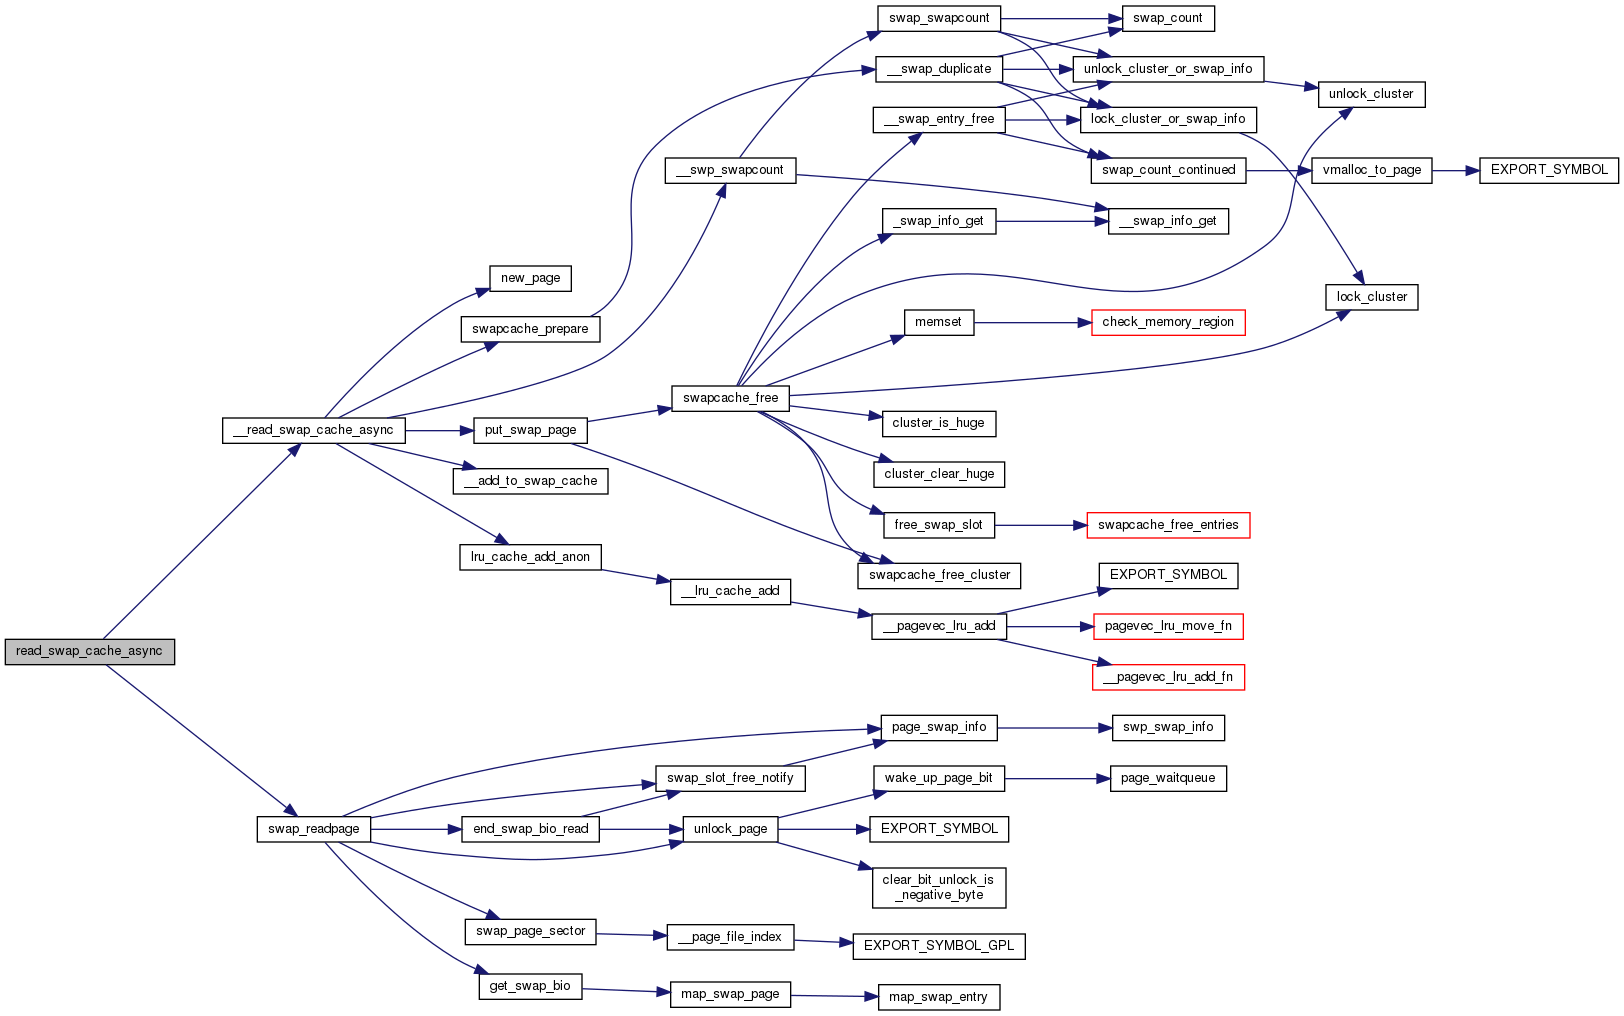 swap_swapcount
swap_count
__swap_duplicate
unlock_cluster_or_swap_info
unlock_cluster
__swap_entry_free
lock_cluster_or_swap_info
__swp_swapcount
swap_count_continued
vmalloc_to_page
EXPORT_SYMBOL
_swap_info_get
__swap_info_get
new_page
lock_cluster
swapcache_prepare
memset
check_memory_region
swapcache_free
cluster_is_huge
__read_swap_cache_async
put_swap_page
cluster_clear_huge
__add_to_swap_cache
free_swap_slot
swapcache_free_entries
lru_cache_add_anon
swapcache_free_cluster
EXPORT_SYMBOL
__lru_cache_add
__pagevec_lru_add
pagevec_lru_move_fn
read_swap_cache_async
__pagevec_lru_add_fn
page_swap_info
swp_swap_info
swap_slot_free_notify
wake_up_page_bit
page_waitqueue
swap_readpage
end_swap_bio_read
unlock_page
EXPORT_SYMBOL
clear_bit_unlock_is
_negative_byte
swap_page_sector
__page_file_index
EXPORT_SYMBOL_GPL
get_swap_bio
map_swap_page
map_swap_entry